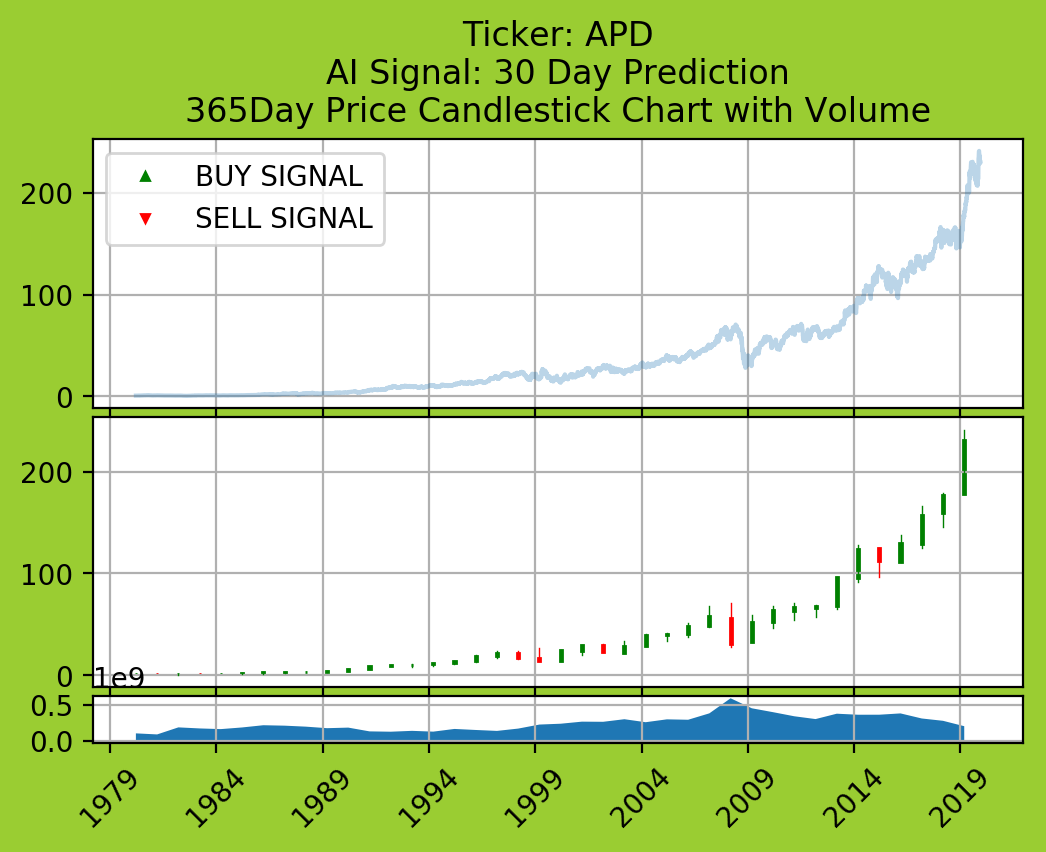 Ticker: APD
AI Signal: 30 Day Prediction
365Day Price Candlestick Chart with Volume
BUY SIGNAL
SELL SIGNAL
200
100
0
200
100
0
1e9
0.5
0.0
1979 1984 1989 1994 1999 2004 2009 2014 2019